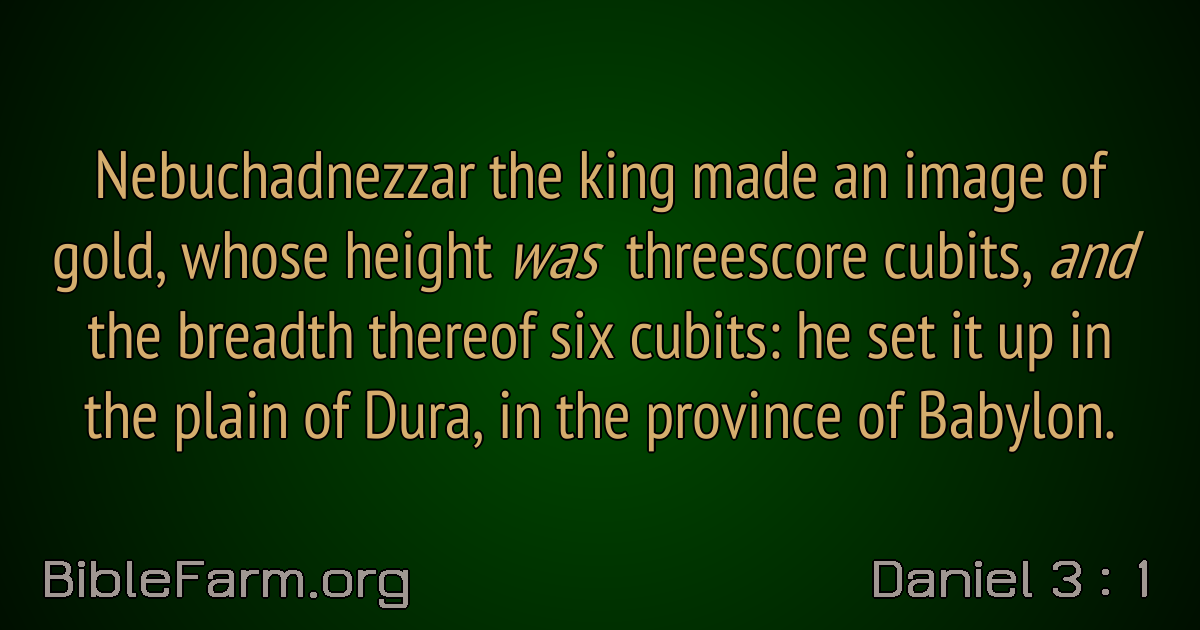 Nebuchadnezzar the king made an image of
gold, whose height was threescore cubits, and
the breadth thereof six cubits: he set it up in
the plain of Dura, in the province of Babylon.
BibleFarm.org
Daniel 3 : 1